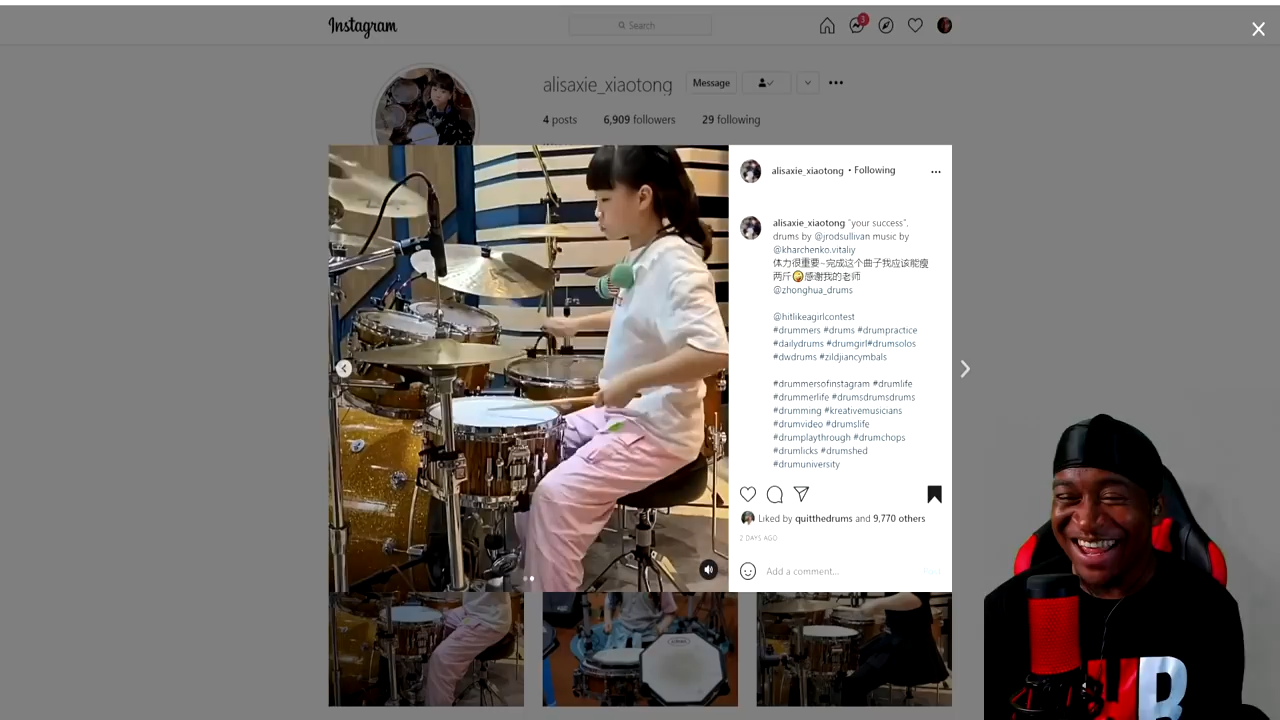 Instagram
Search
3
alisaxie_xiaotong
Message
4 posts 6,909 followers 29 following
alisaxie_xiaotong • Following
alisaxie_xiaotong "your success".
drums by @jrodsullivan music by
@kharchenko.vitaliy
体力很重要~完成这个曲子我应该能瘦
两斤🤪感谢我的老师
@zhonghua_drums
@hitlikeagirlcontest
#drummers #drums #drumpractice
#dailydrums #drumgirl#drumsolos
#dwdrums #zildjiancymbals
#drummersofinstagram #drumlife
#drummerlife #drumsdrumsdrums
#drumming #kreativemusicians
#drumvideo #drumslife
#drumplaythrough #drumchops
#drumlicks #drumshed
#drumuniversity
Liked by quitthedrums and 9,770 others
2 DAYS AGO
Add a comment...
Post